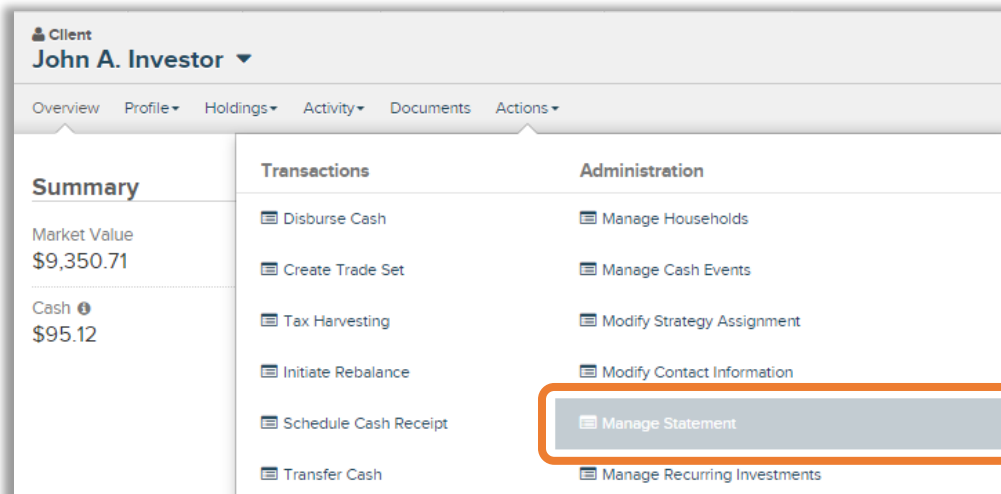 Client
John A. Investor
Overview Profile Holdings Activity Documents Actions
Summary
Market Value
$9,350.71
Cash
$95.12
Transactions
Disburse Cash
Create Trade Set
Tax Harvesting
Initiate Rebalance
Schedule Cash Receipt
Transfer Cash
Administration
Manage Households
Manage Cash Events
Modify Strategy Assignment
Modify Contact Information
Manage Statement
Manage Recurring Investments